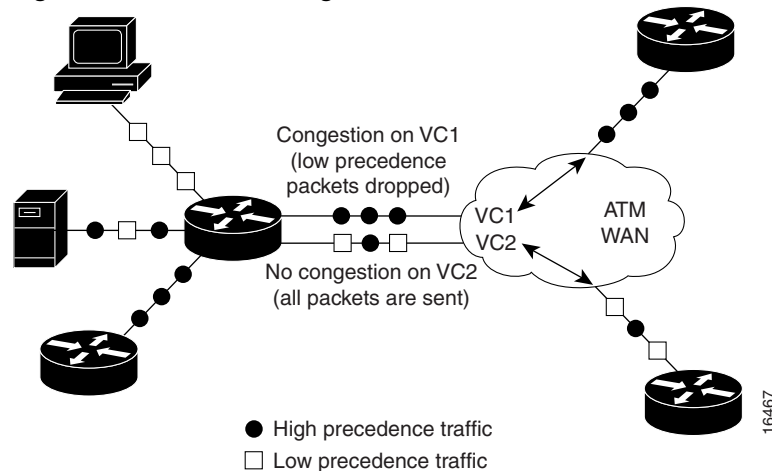 Congestion on VC1
(low precedence
packets dropped)
VC1
VC2
ATM
WAN
No congestion on VC2
(all packets are sent)
High precedence traffic
Low precedence traffic
16467